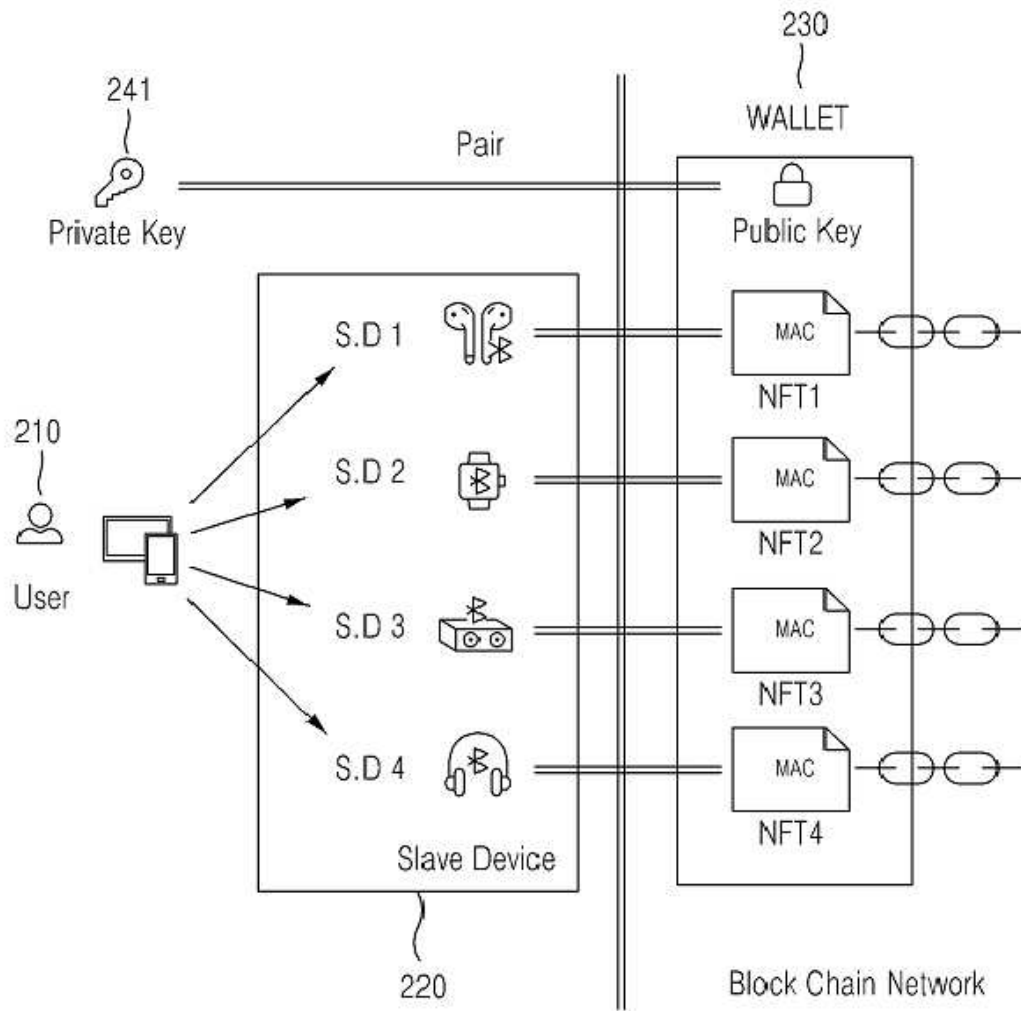 230
241
WALLET
Pair
Private Key
Public Key
S.D 1
MAC
NFT1
210
S.D 2
MAC
NFT2
User
S.D 3
MAC
NFT3
S.D 4
MAC
NFT4
Slave Device
220
Block Chain Network